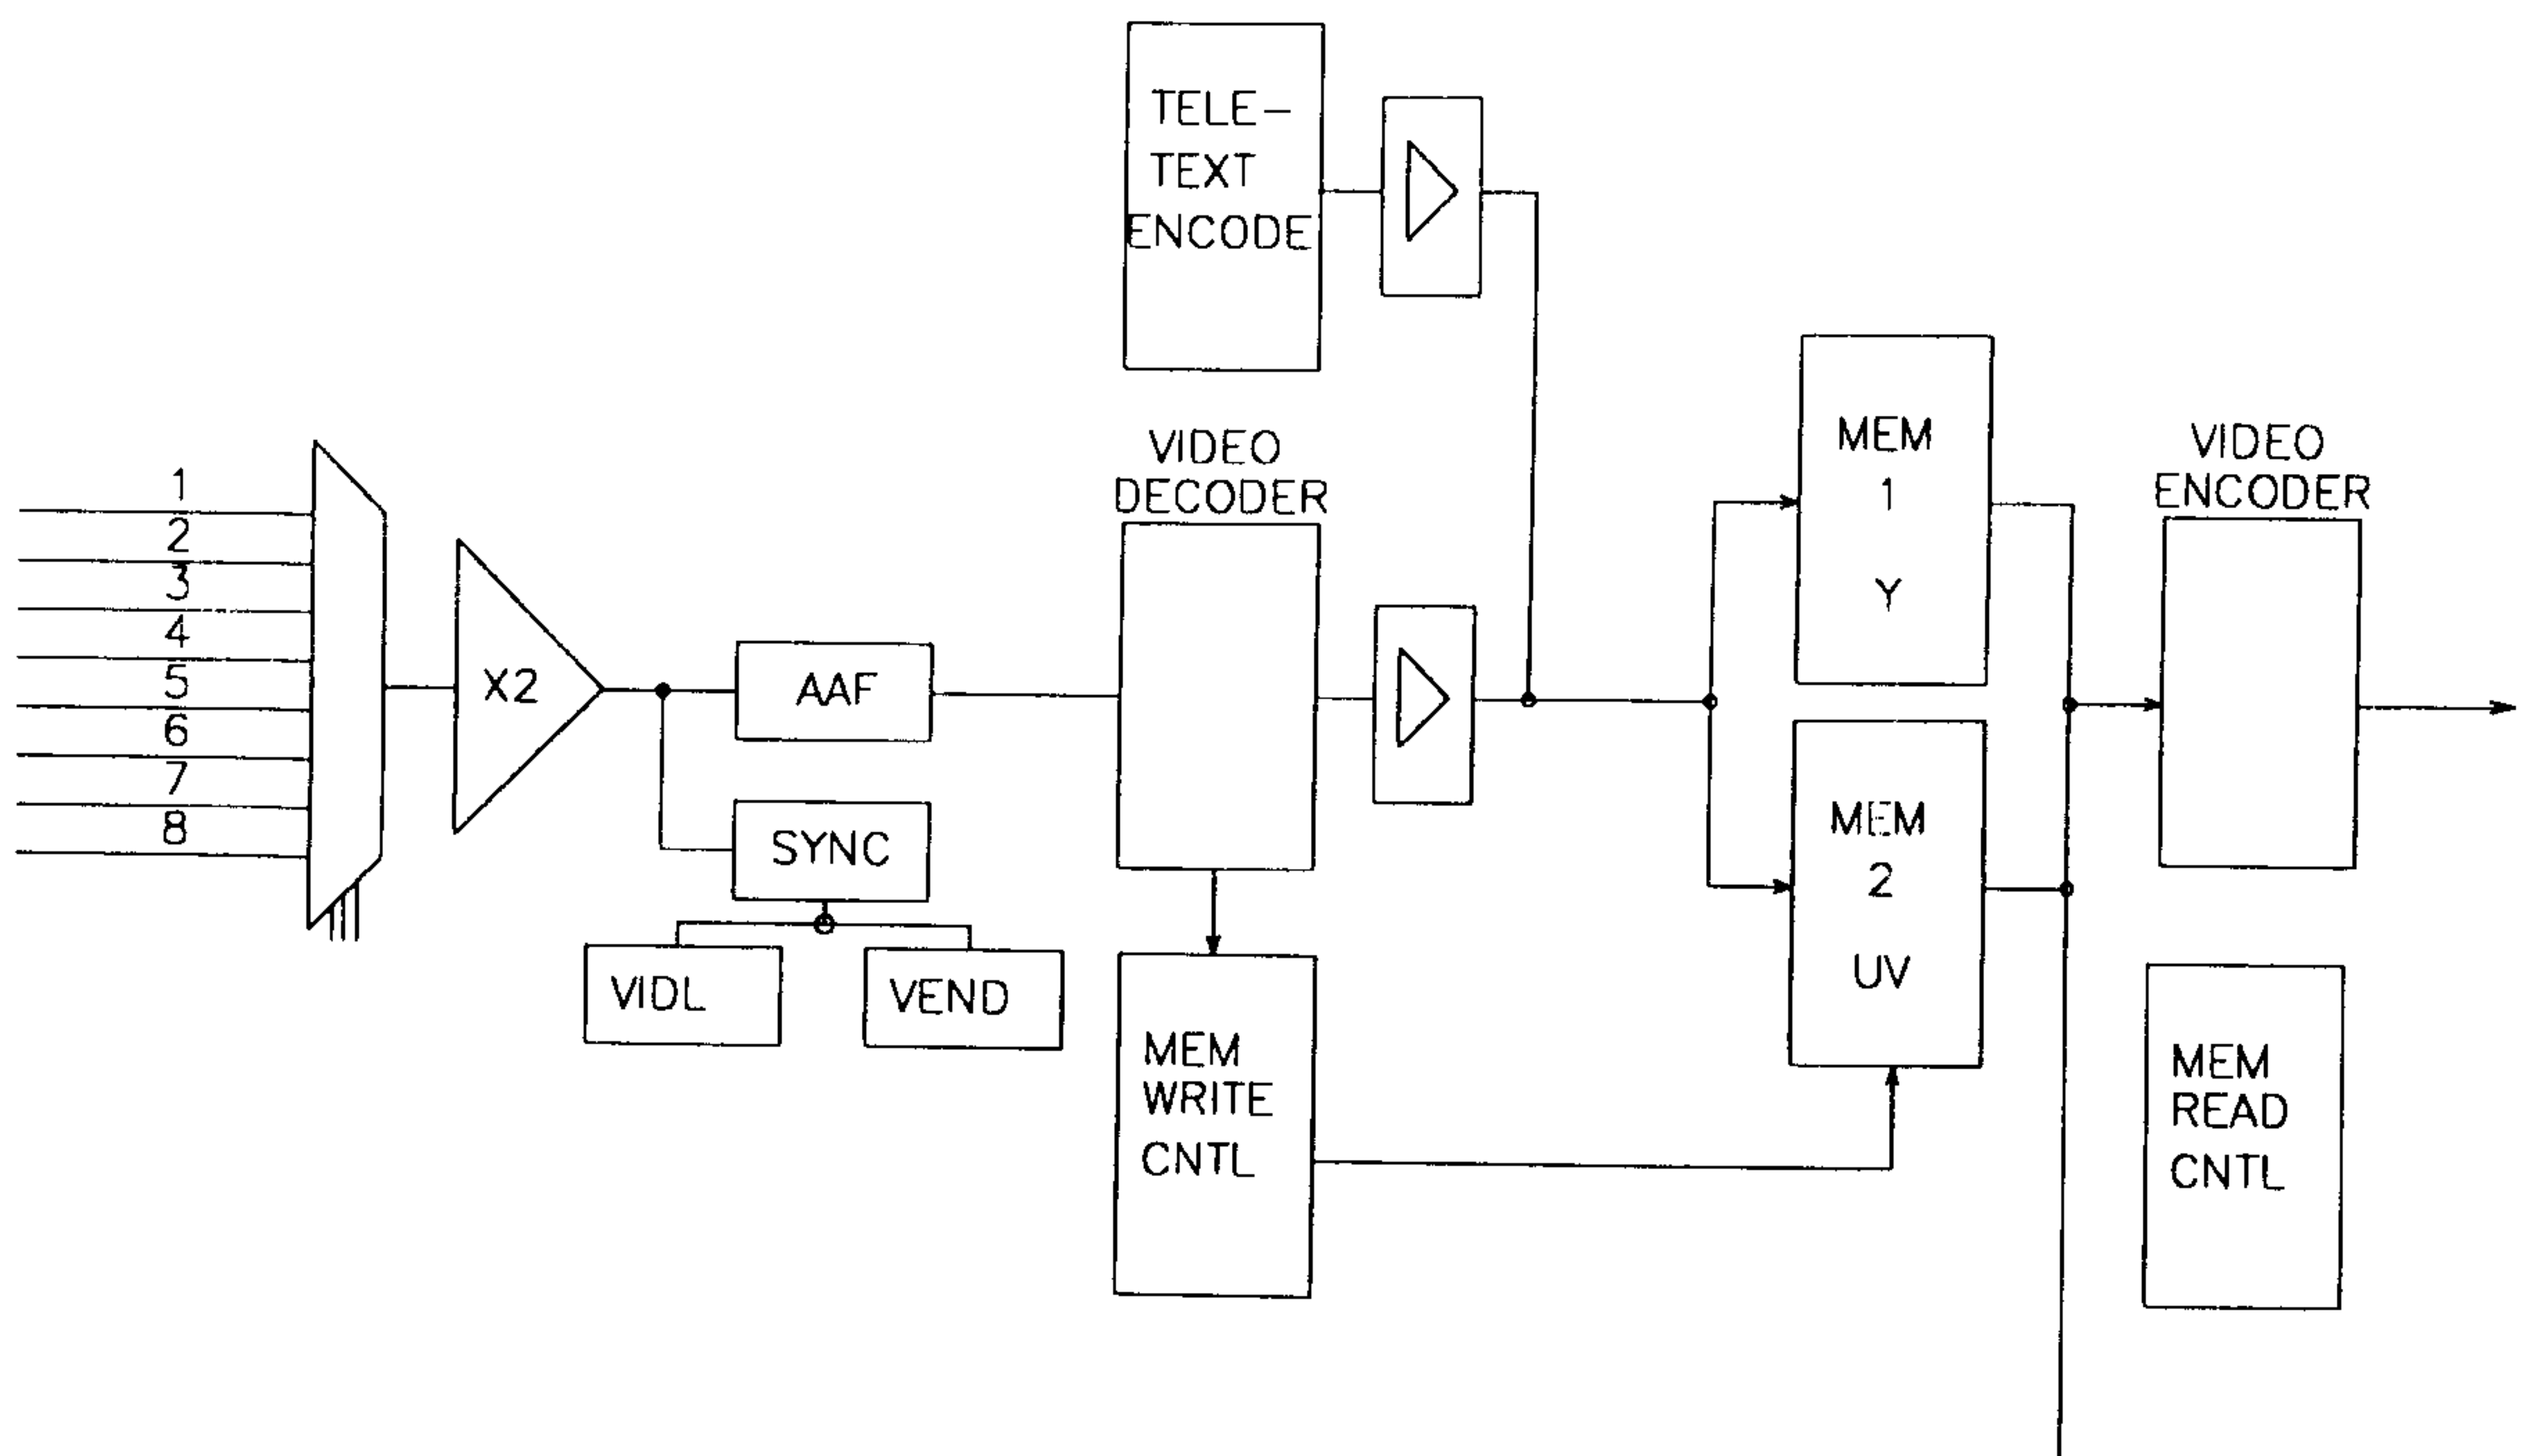 TELE-
TEXT
ENCODE
1
2
3
4
5
6
7
8
X2
AAF
SYNC
VIDL
VEND
VIDEO
DECODER
MEM
WRITE
CNTL
MEM
1
Y
MEM
2
UV
VIDEO
ENCODER
MEM
READ
CNTL